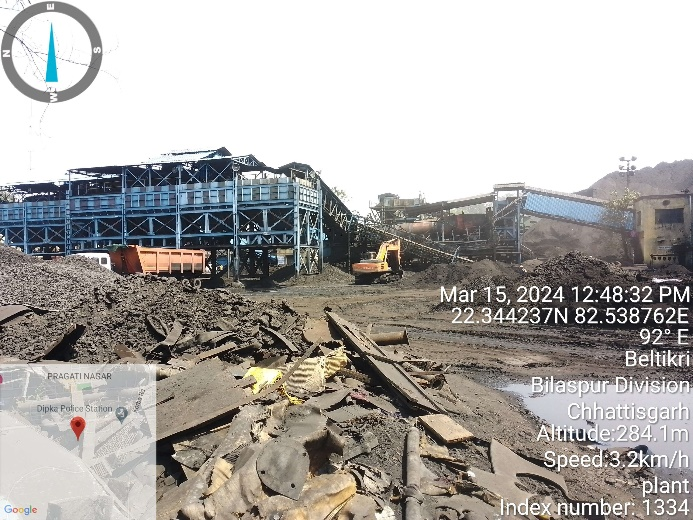 E
N
S
W
Mar 15, 2024 12:48:32 PM
22.344237N 82.538762E
92° E
Beltikri
Bilaspur Division
Chhattisgarh
Altitude:284.1m
Speed:3.2km/h
plant
Index number: 1334
PRAGATI NAGAR
Dipka Police Station
Google